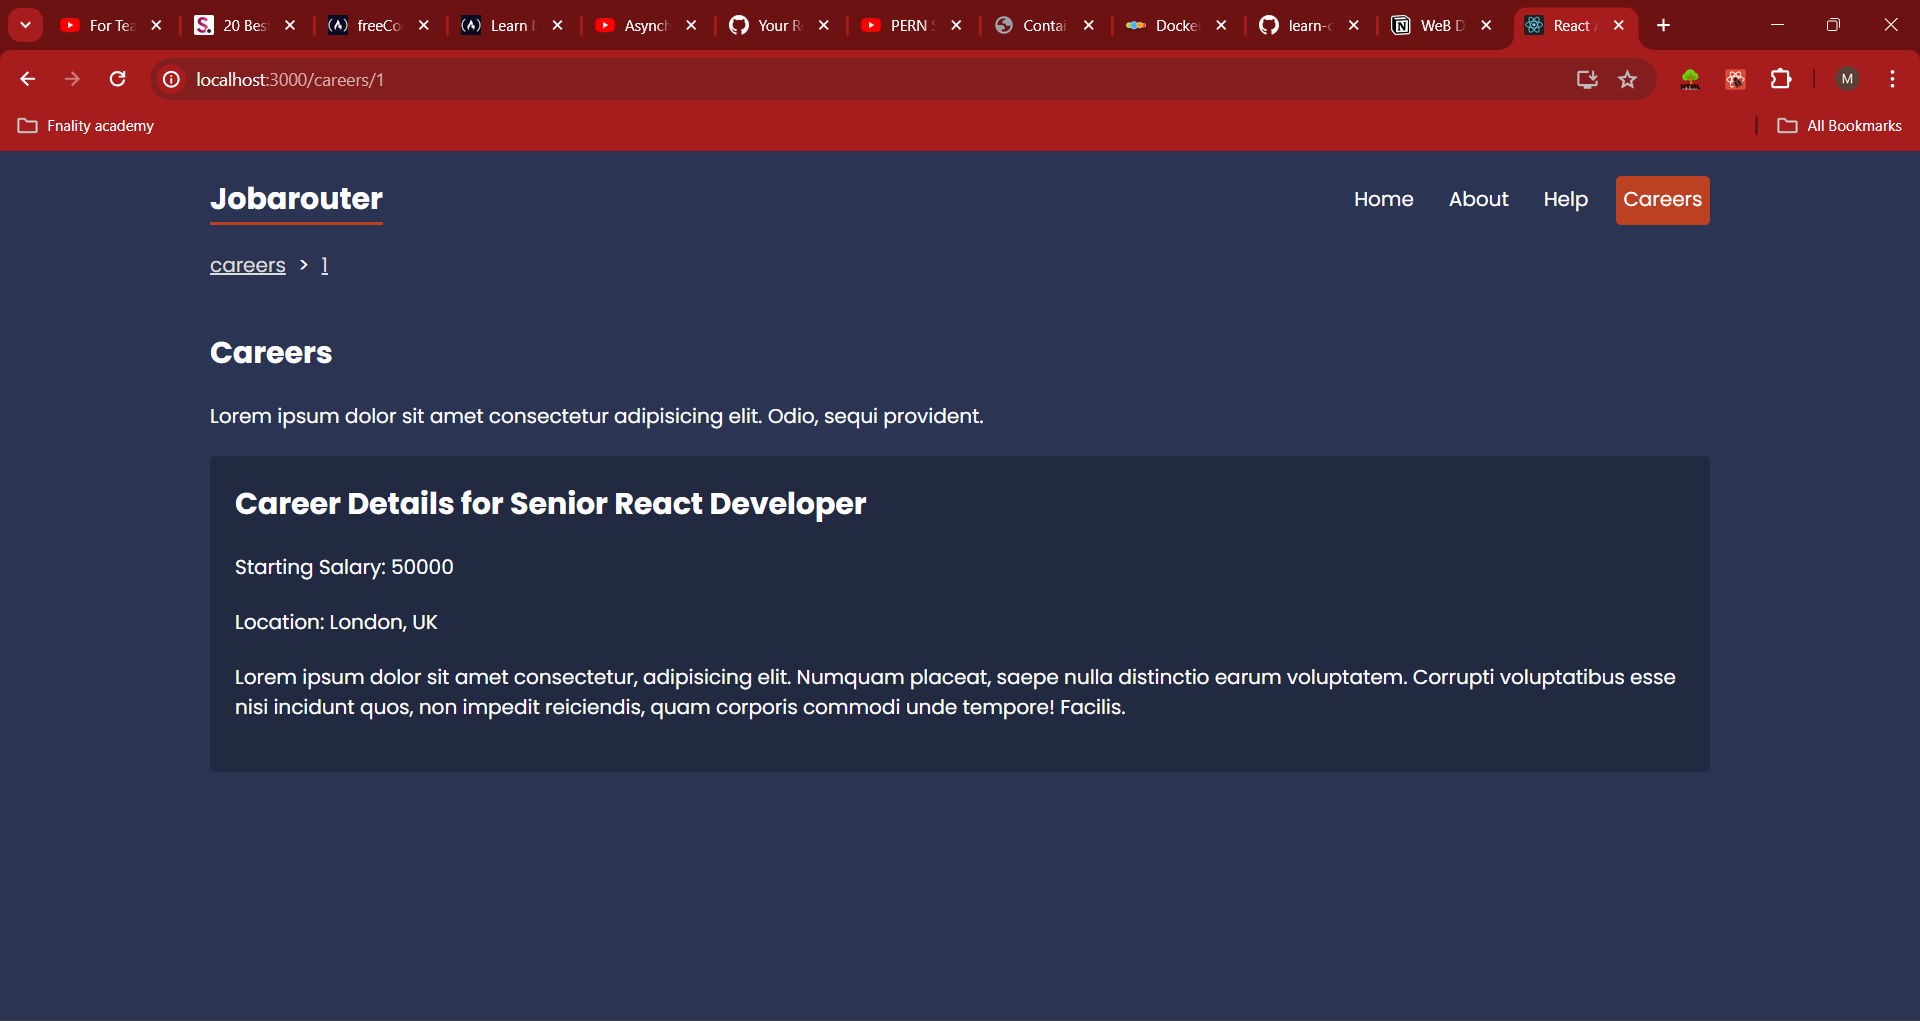 For Tea
20 Best
freeCo
Learn I
Asynch
Your R
PERN S
Contai
Docke
learn-c
WeB D
React A
localhost:3000/careers/1
M
Fnality academy
All Bookmarks
Jobarouter
Home
About
Help
Careers
careers > 1
Careers
Lorem ipsum dolor sit amet consectetur adipisicing elit. Odio, sequi provident.
Career Details for Senior React Developer
Starting Salary: 50000
Location: London, UK
Lorem ipsum dolor sit amet consectetur, adipisicing elit. Numquam placeat, saepe nulla distinctio earum voluptatem. Corrupti voluptatibus esse
nisi incidunt quos, non impedit reiciendis, quam corporis commodi unde tempore! Facilis.